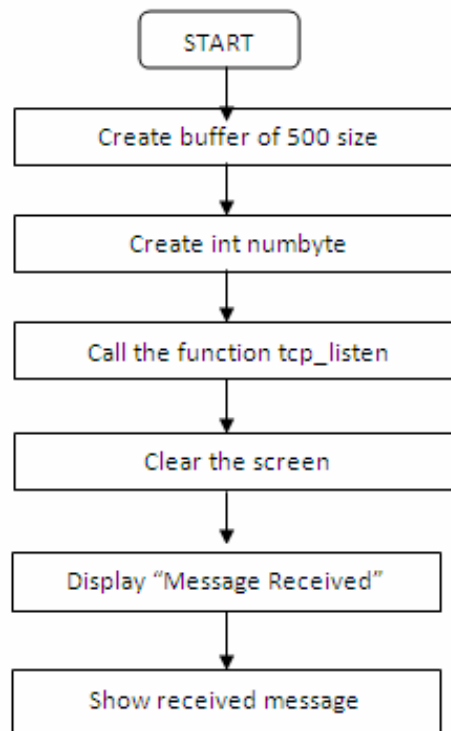 START
Create buffer of 500 size
Create int numbyte
Call the function tcp_listen
Clear the screen
Display “Message Received”
Show received message